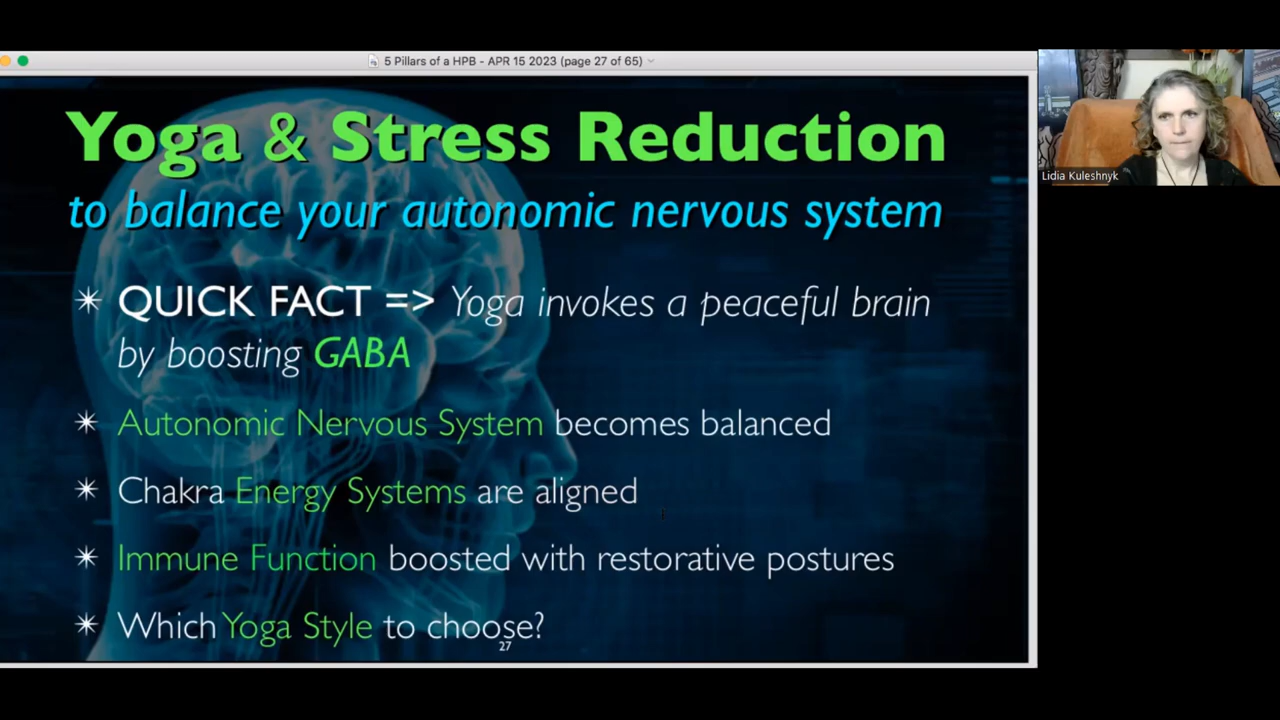 5 Pillars of a HPB - APR 15 2023 (page 27 of 65)
Yoga & Stress Reduction
to balance your autonomic nervous system
QUICK FACT => Yoga invokes a peaceful brain
by boosting GABA
Autonomic Nervous System becomes balanced
Chakra Energy Systems are aligned
Immune Function boosted with restorative postures
Which Yoga Style to choose?
27
Lidia Kuleshnyk